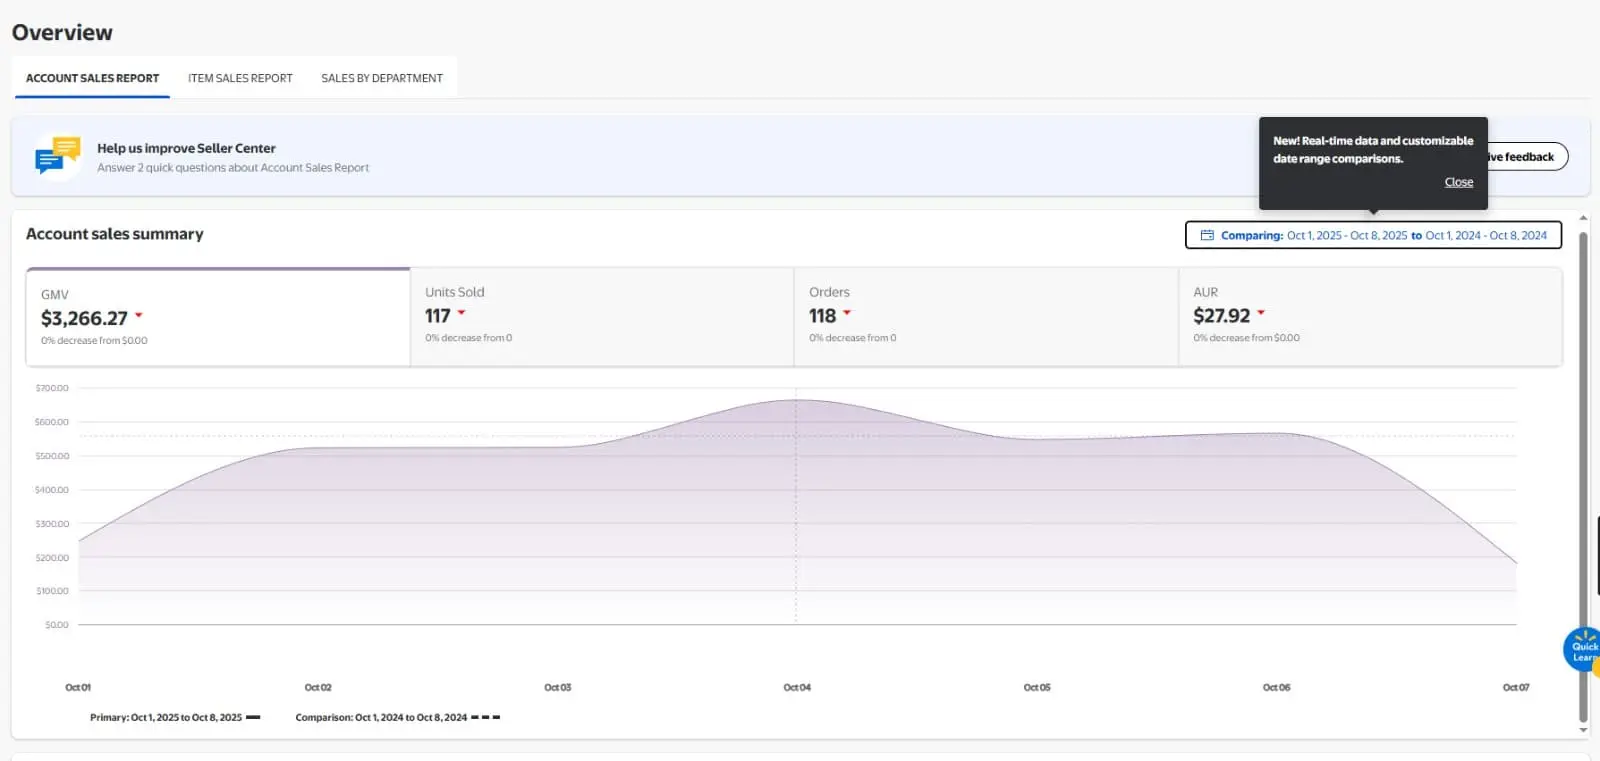 Overview
ACCOUNT SALES REPORT ITEM SALES REPORT SALES BY DEPARTMENT
Help us improve Seller Center
Answer 2 quick questions about Account Sales Report
New! Real-time data and customizable
date range comparisons.
Close
ive feedback
Account sales summary
Comparing: Oct 1, 2025 - Oct 8, 2025 to Oct 1, 2024 - Oct 8, 2024
GMV
$3,266.27
0% decrease from $0.00
Units Sold
117
0% decrease from 0
Orders
118
0% decrease from 0
AUR
$27.92
0% decrease from $0.00
$700.00
$600.00
$500.00
$400.00
$300.00
$200.00
$100.00
$0.00
Oct 01 Oct 02 Oct 03 Oct 04 Oct 05 Oct 06 Oct 07
Primary: Oct 1, 2025 to Oct 8, 2025 Comparison: Oct 1, 2024 to Oct 8, 2024
Quick
Learn